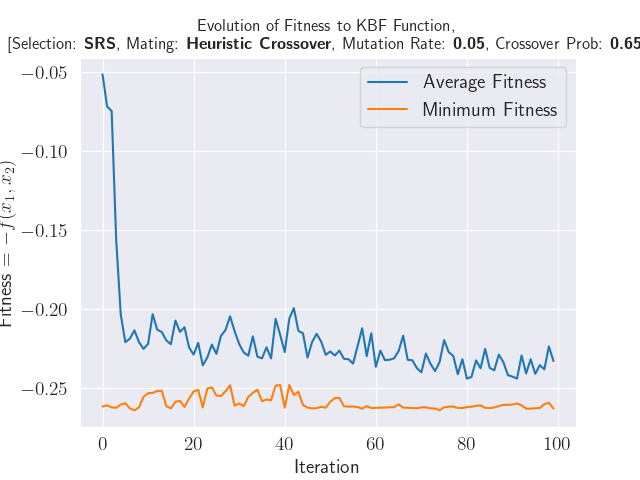 Evolution of Fitness to KBF Function,
[Selection: SRS, Mating: Heuristic Crossover, Mutation Rate: 0.05, Crossover Prob: 0.65
Average Fitness
Minimum Fitness
−0.05
−0.10
−0.15
−0.20
−0.25
Fitness = −f(x₁, x₂)
0 20 40 60 80 100
Iteration